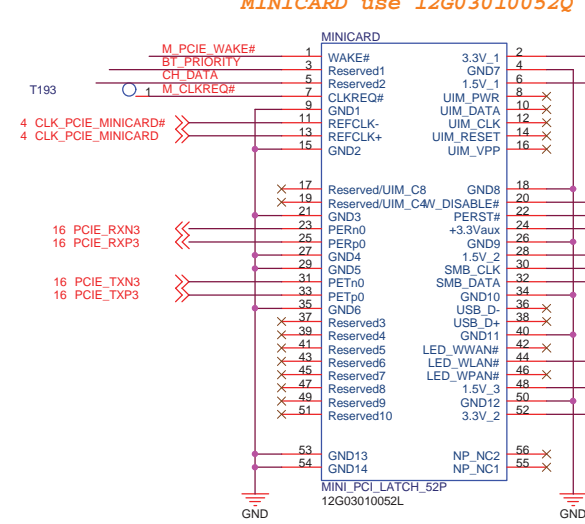 MINICARD use 12G03010052Q
MINICARD
M_PCIE_WAKE# 1 WAKE# 3.3V_1 2
BT_PRIORITY 3 Reserved1 GND7 4
CH_DATA 5 Reserved2 1.5V_1 6
T193 1 M_CLKREQ# 7 CLKREQ# UIM_PWR 8
9 GND1 UIM_DATA 10
4 CLK_PCIE_MINICARD# 11 REFCLK- UIM_CLK 12
4 CLK_PCIE_MINICARD 13 REFCLK+ UIM_RESET 14
15 GND2 UIM_VPP 16
17 Reserved/UIM_C8 GND8 18
19 Reserved/UIM_C4 W_DISABLE# 20
21 GND3 PERST# 22
16 PCIE_RXN3 23 PERn0 +3.3Vaux 24
16 PCIE_RXP3 25 PERp0 GND9 26
27 GND4 1.5V_2 28
29 GND5 SMB_CLK 30
16 PCIE_TXN3 31 PETn0 SMB_DATA 32
16 PCIE_TXP3 33 PETp0 GND10 34
35 GND6 USB_D- 36
37 Reserved3 USB_D+ 38
39 Reserved4 GND11 40
41 Reserved5 LED_WWAN# 42
43 Reserved6 LED_WLAN# 44
45 Reserved7 LED_WPAN# 46
47 Reserved8 1.5V_3 48
49 Reserved9 GND12 50
51 Reserved10 3.3V_2 52
53 GND13 NP_NC2 56
54 GND14 NP_NC1 55
MINI_PCI_LATCH_52P
12G03010052L
GND GND